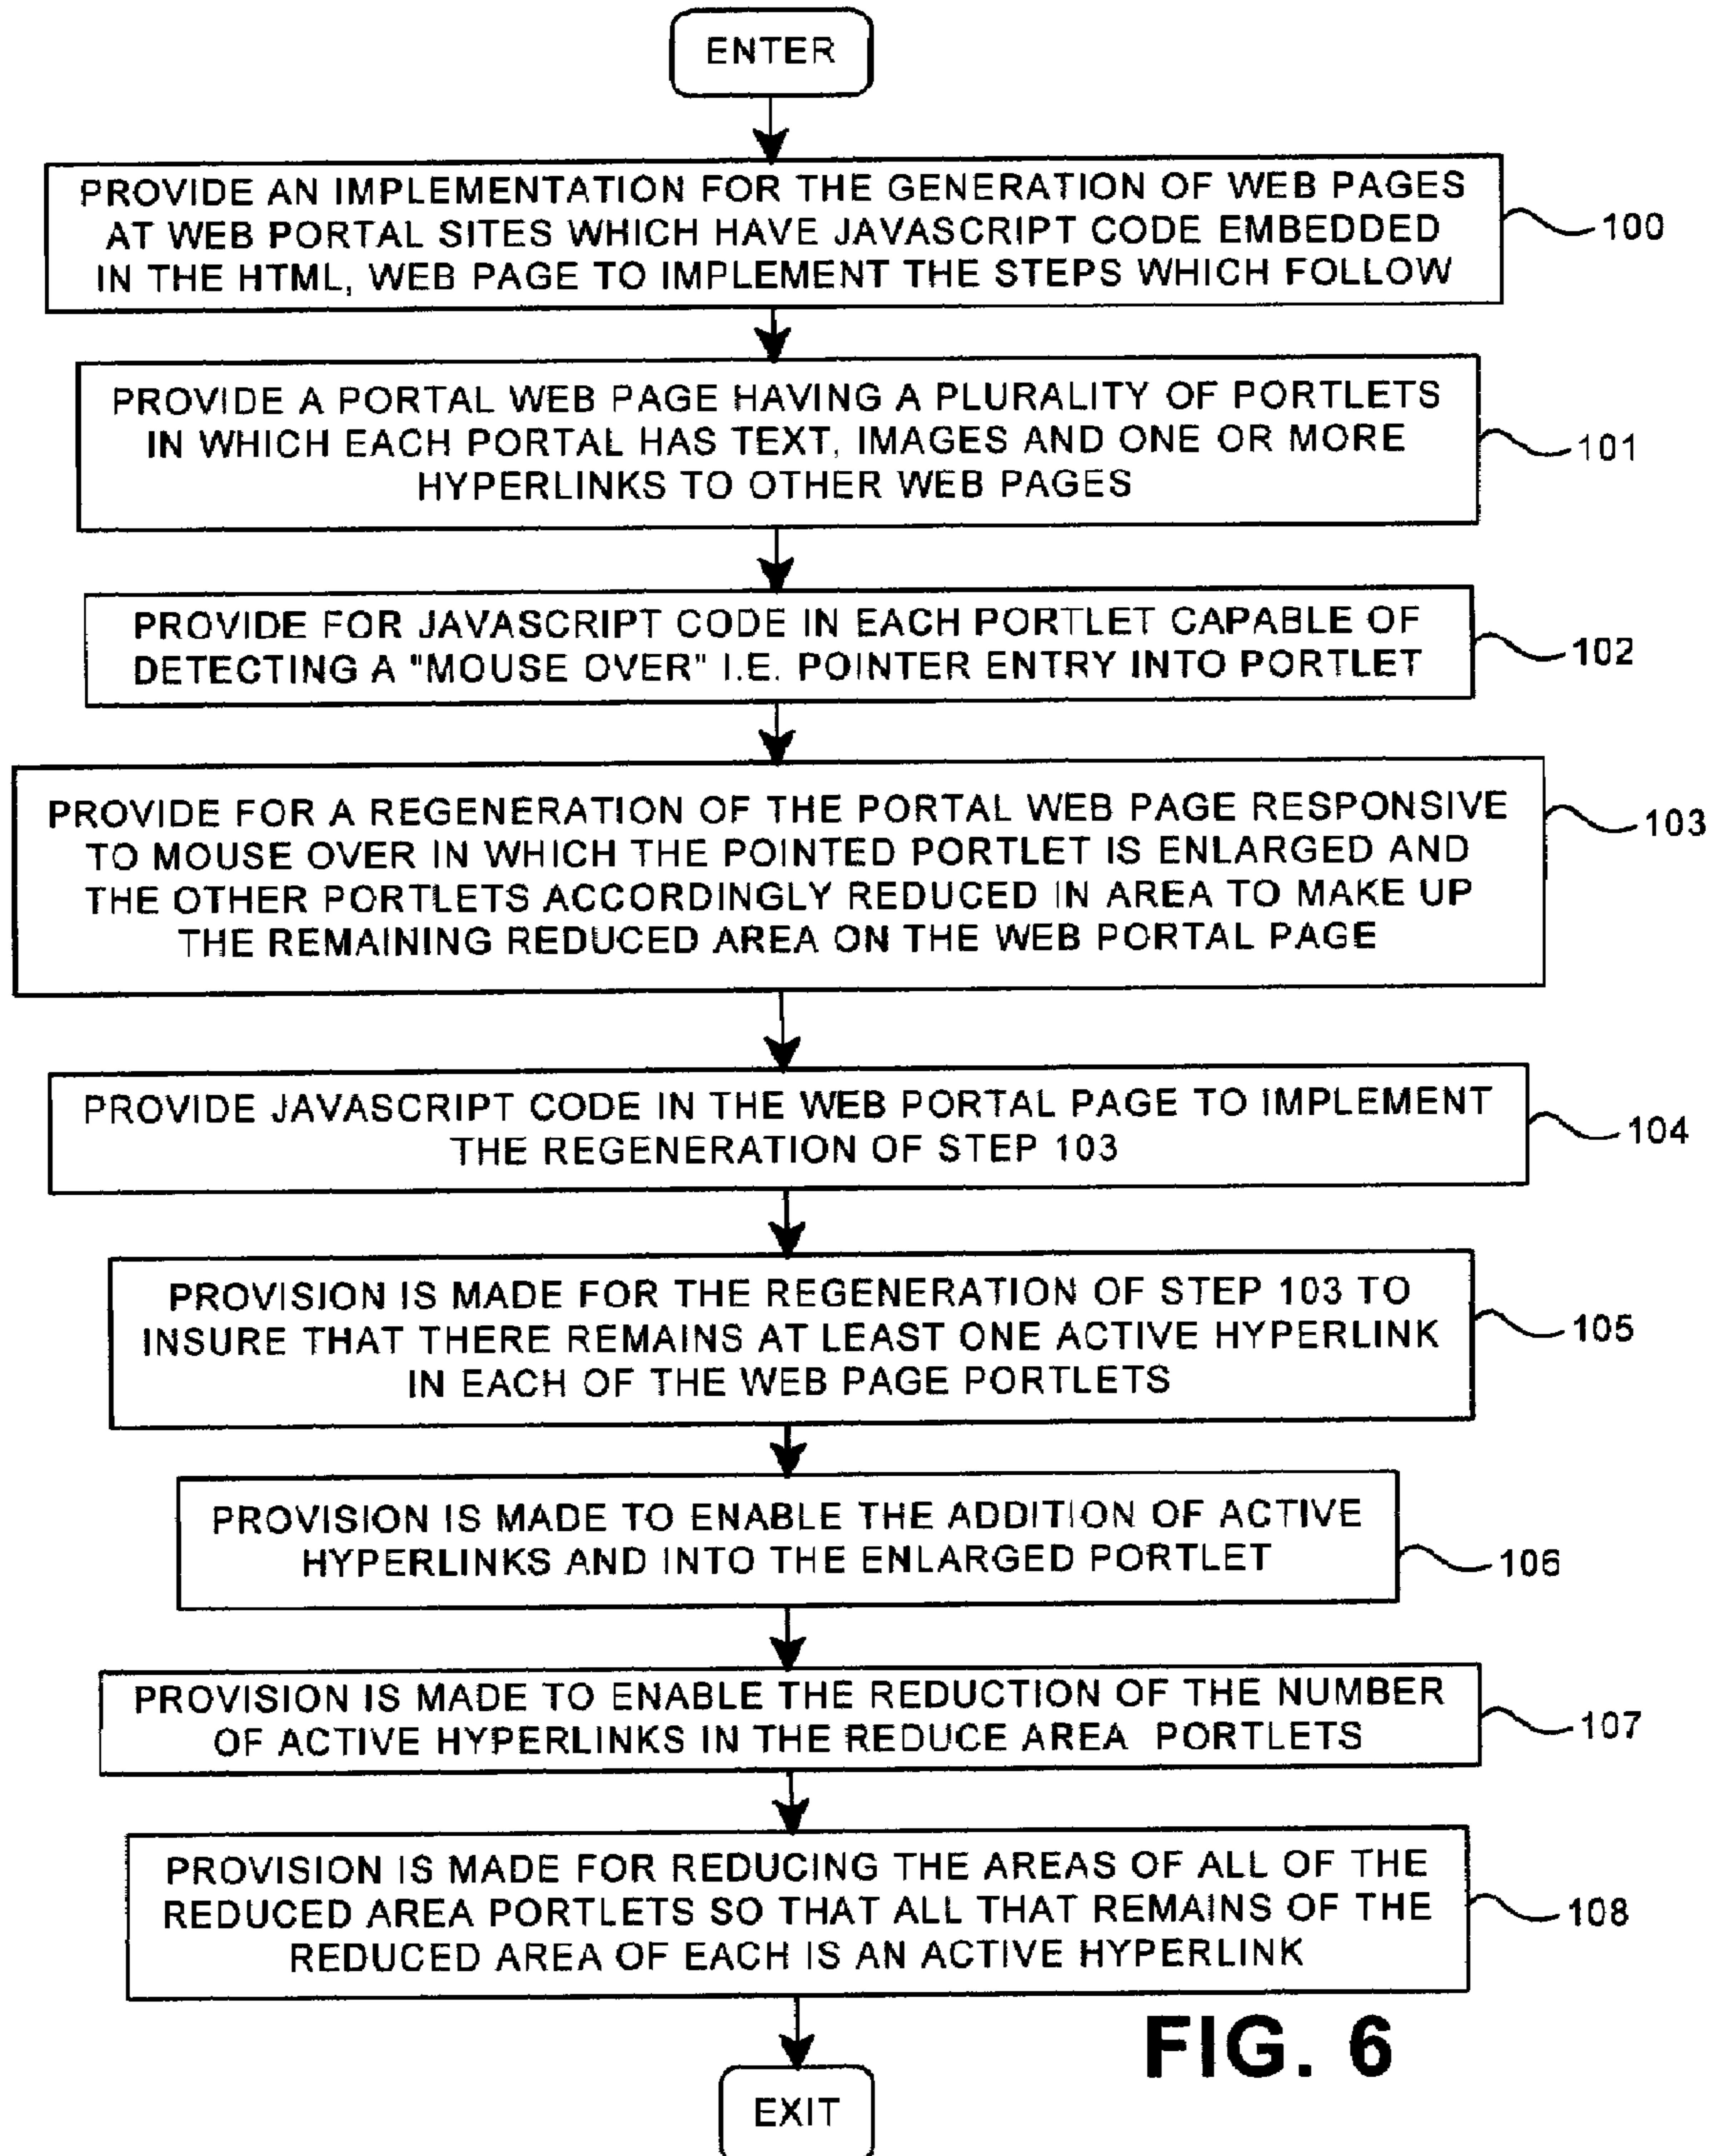 ENTER
PROVIDE AN IMPLEMENTATION FOR THE GENERATION OF WEB PAGES
AT WEB PORTAL SITES WHICH HAVE JAVASCRIPT CODE EMBEDDED
IN THE HTML, WEB PAGE TO IMPLEMENT THE STEPS WHICH FOLLOW
100
PROVIDE A PORTAL WEB PAGE HAVING A PLURALITY OF PORTLETS
IN WHICH EACH PORTAL HAS TEXT, IMAGES AND ONE OR MORE
HYPERLINKS TO OTHER WEB PAGES
101
PROVIDE FOR JAVASCRIPT CODE IN EACH PORTLET CAPABLE OF
DETECTING A "MOUSE OVER" I.E. POINTER ENTRY INTO PORTLET
102
PROVIDE FOR A REGENERATION OF THE PORTAL WEB PAGE RESPONSIVE
TO MOUSE OVER IN WHICH THE POINTED PORTLET IS ENLARGED AND
THE OTHER PORTLETS ACCORDINGLY REDUCED IN AREA TO MAKE UP
THE REMAINING REDUCED AREA ON THE WEB PORTAL PAGE
103
PROVIDE JAVASCRIPT CODE IN THE WEB PORTAL PAGE TO IMPLEMENT
THE REGENERATION OF STEP 103
104
PROVISION IS MADE FOR THE REGENERATION OF STEP 103 TO
INSURE THAT THERE REMAINS AT LEAST ONE ACTIVE HYPERLINK
IN EACH OF THE WEB PAGE PORTLETS
105
PROVISION IS MADE TO ENABLE THE ADDITION OF ACTIVE
HYPERLINKS AND INTO THE ENLARGED PORTLET
106
PROVISION IS MADE TO ENABLE THE REDUCTION OF THE NUMBER
OF ACTIVE HYPERLINKS IN THE REDUCE AREA PORTLETS
107
PROVISION IS MADE FOR REDUCING THE AREAS OF ALL OF THE
REDUCED AREA PORTLETS SO THAT ALL THAT REMAINS OF THE
REDUCED AREA OF EACH IS AN ACTIVE HYPERLINK
108
FIG. 6
EXIT